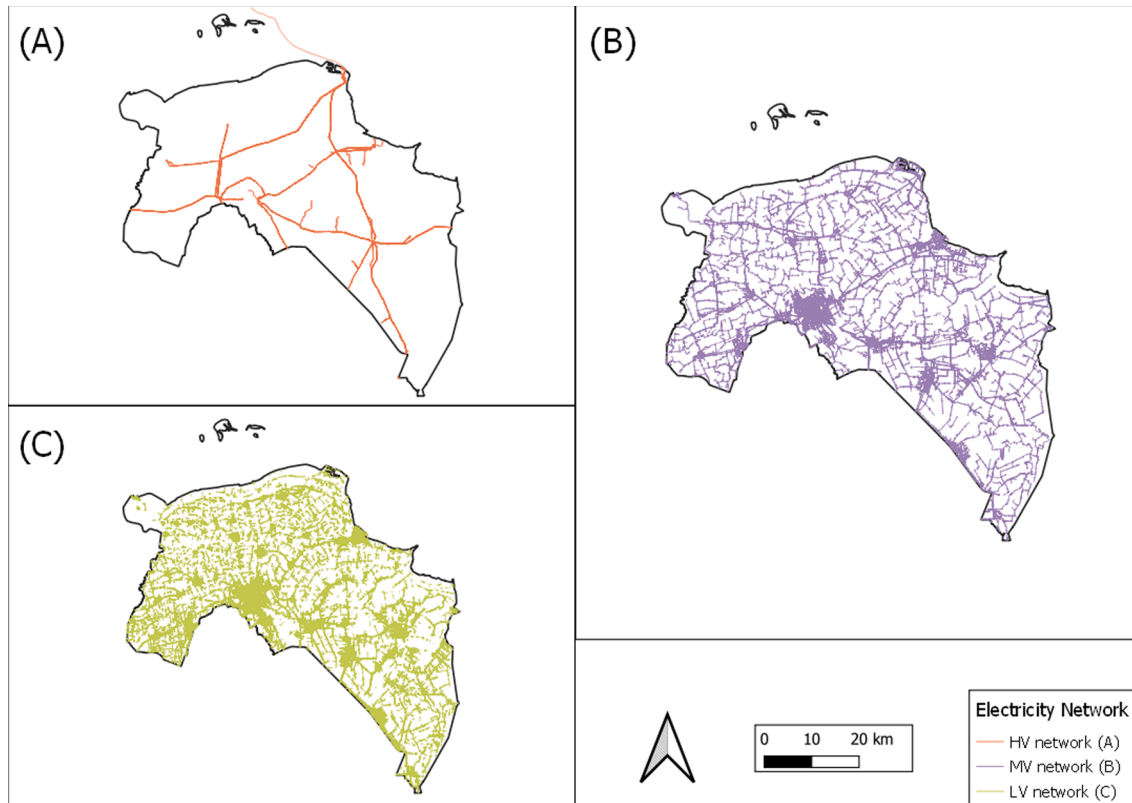 (A)
(B)
(C)
0 10 20 km
Electricity Network
HV network (A)
MV network (B)
LV network (C)